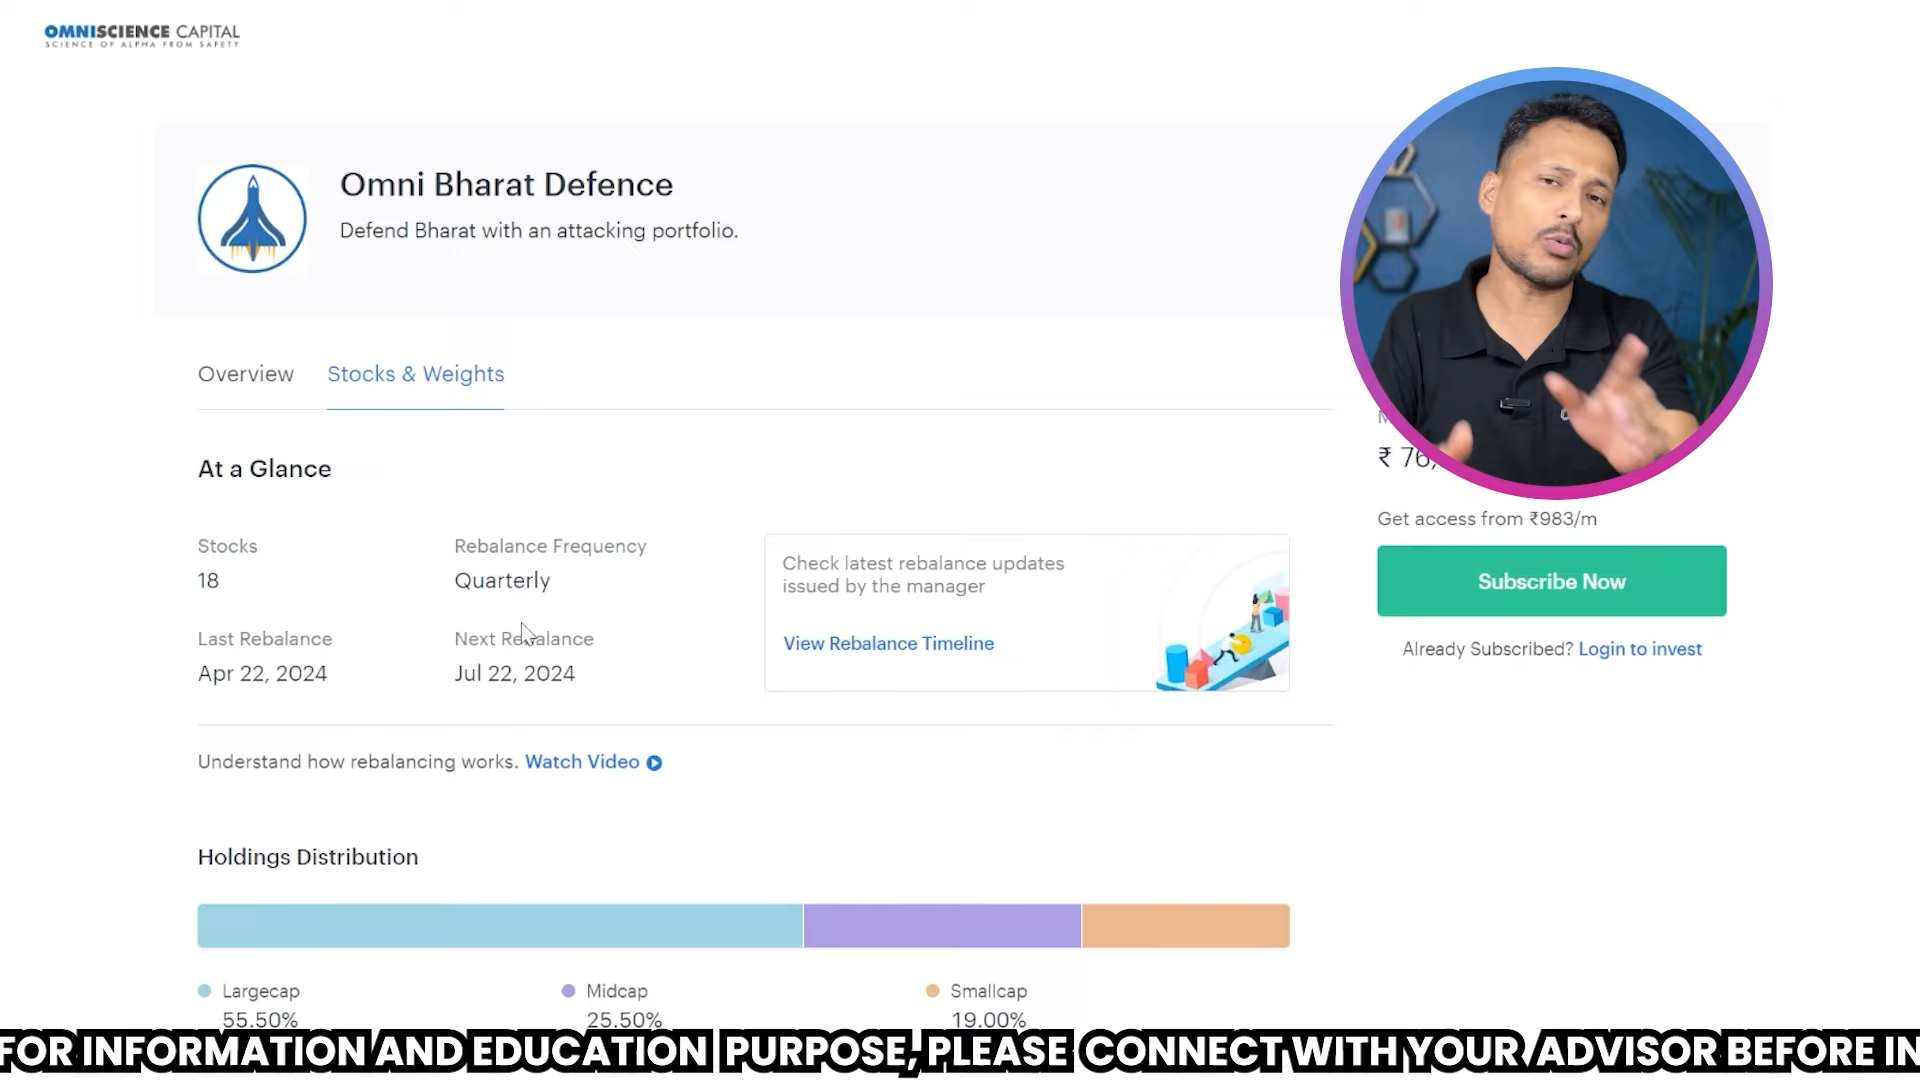 OMNISCIENCE CAPITAL
SCIENCE OF ALPHA FROM SAFETY
Omni Bharat Defence
Defend Bharat with an attacking portfolio.
Overview
Stocks & Weights
At a Glance
Stocks
18
Rebalance Frequency
Quarterly
Last Rebalance
Apr 22, 2024
Next Rebalance
Jul 22, 2024
Check latest rebalance updates
issued by the manager
View Rebalance Timeline
₹ 76,
Get access from ₹983/m
Subscribe Now
Already Subscribed? Login to invest
Understand how rebalancing works. Watch Video
Holdings Distribution
Largecap
55.50%
Midcap
25.50%
Smallcap
19.00%
FOR INFORMATION AND EDUCATION PURPOSE, PLEASE CONNECT WITH YOUR ADVISOR BEFORE IN